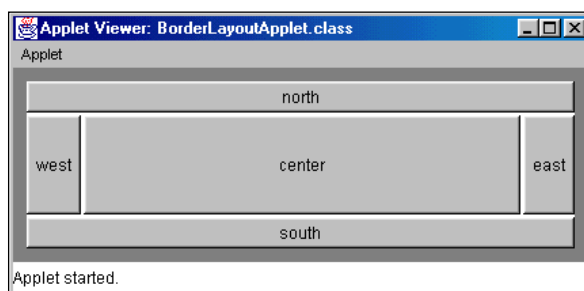 Applet Viewer: BorderLayoutApplet.class
Applet
north
west center east
south
Applet started.